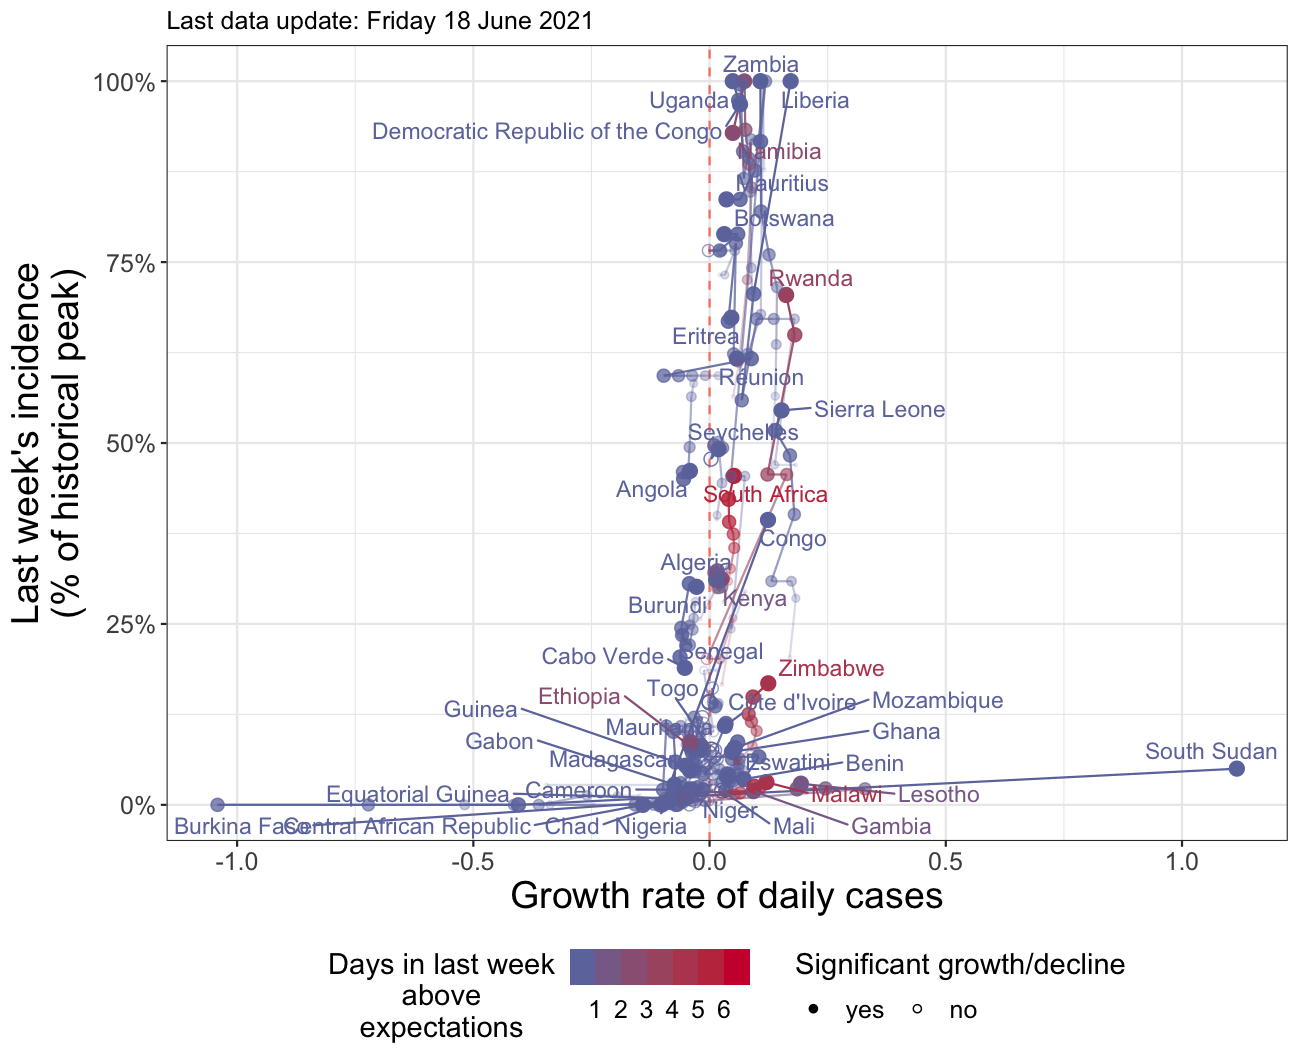 Last data update: Friday 18 June 2021
Last week's incidence
(% of historical peak)
100%
75%
50%
25%
0%
Zambia
Uganda
Liberia
Democratic Republic of the Congo
Namibia
Mauritius
Botswana
Rwanda
Eritrea
Réunion
Sierra Leone
Seychelles
Angola
South Africa
Congo
Algeria
Kenya
Burundi
Senegal
Cabo Verde
Zimbabwe
Togo
Ethiopia
Côte d'Ivoire
Mozambique
Guinea
Mauritania
Ghana
Gabon
South Sudan
Madagascar
Eswatini
Benin
Cameroon
Equatorial Guinea
Malawi
Lesotho
Niger
Burkina Faso
Central African Republic
Chad
Nigeria
Mali
Gambia
-1.0
-0.5
0.0
0.5
1.0
Growth rate of daily cases
Days in last week
above
expectations
1 2 3 4 5 6
Significant growth/decline
yes
no